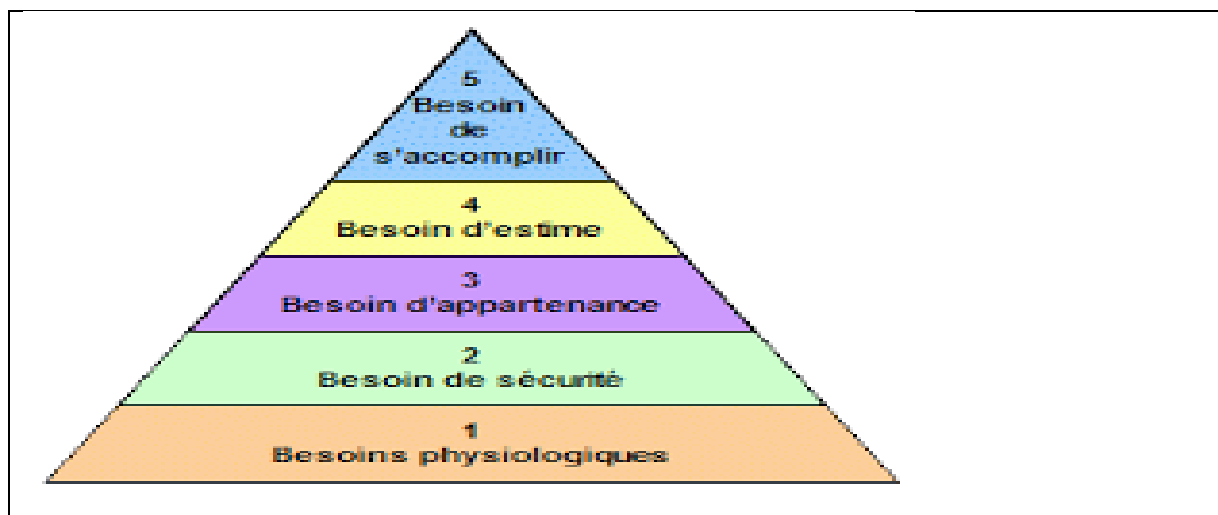 5
Besoin
de
s'accomplir
4
Besoin d'estime
3
Besoin d'appartenance
2
Besoin de sécurité
1
Besoins physiologiques